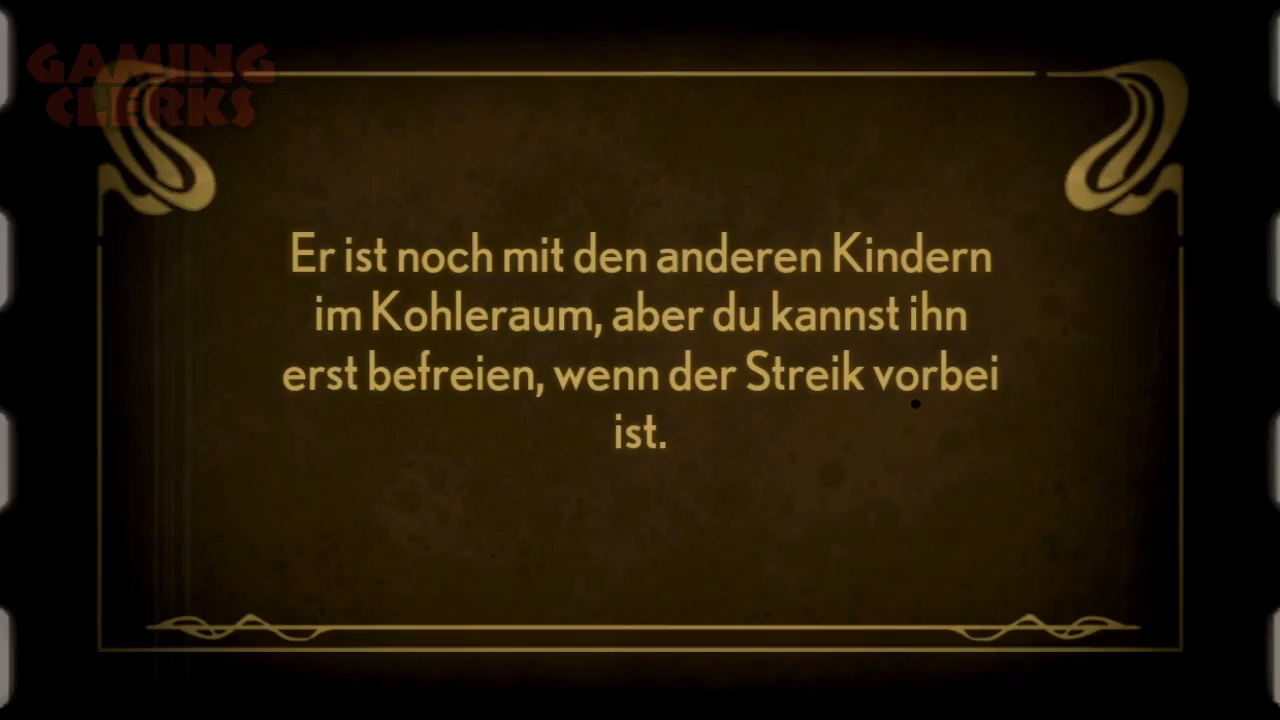 GAMING
CLERKS
Er ist noch mit den anderen Kindern
im Kohleraum, aber du kannst ihn
erst befreien, wenn der Streik vorbei
ist.